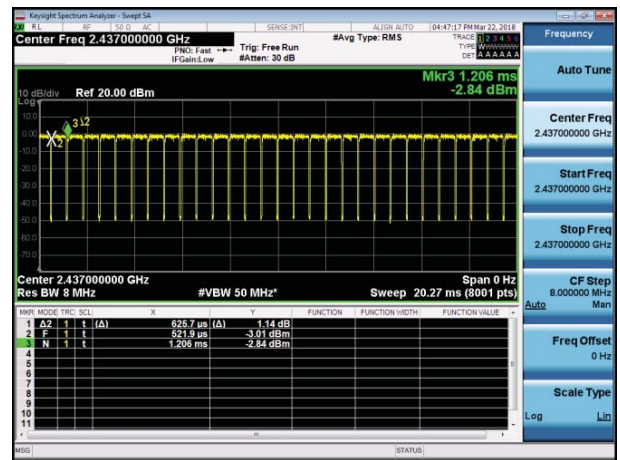 Keysight Spectrum Analyzer - Swept SA
RL RF 50 Ω AC SENSE:INT ALIGN AUTO 04:47:17 PM Mar 22, 2018
Center Freq 2.437000000 GHz
PNO: Fast Trig: Free Run #Avg Type: RMS TRACE 1 2 3 4 5 6
IFGain:Low #Atten: 30 dB TYPE WWWWWW
DET A A A A A A
Mkr3 1.206 ms
-2.84 dBm
10 dB/div Ref 20.00 dBm
Log
10.0
0.00
-10.0
-20.0
-30.0
-40.0
-50.0
-60.0
-70.0
Center 2.437000000 GHz Span 0 Hz
Res BW 8 MHz #VBW 50 MHz* Sweep 20.27 ms (8001 pts)
MKR MODE TRC SCL X Y FUNCTION FUNCTION WIDTH FUNCTION VALUE
1 Δ2 1 t (Δ) 625.7 µs (Δ) 1.14 dB
2 F 1 t 521.9 µs -3.01 dBm
3 N 1 t 1.206 ms -2.84 dBm
4
5
6
7
8
9
10
11
MSG STATUS
Frequency
Auto Tune
Center Freq
2.437000000 GHz
Start Freq
2.437000000 GHz
Stop Freq
2.437000000 GHz
CF Step
8.000000 MHz
Auto Man
Freq Offset
0 Hz
Scale Type
Log Lin